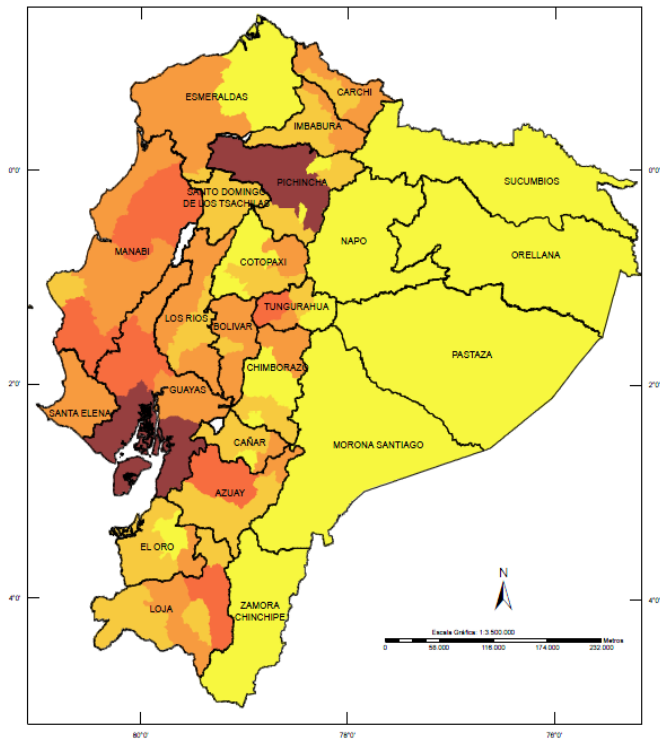 CARCHI
ESMERALDAS
IMBABURA
0°0'
0°0'
PICHINCHA
SUCUMBIOS
SANTO DOMINGO
DE LOS TSACHILAS
NAPO
MANABI
ORELLANA
COTOPAXI
TUNGURAHUA
LOS RIOS
BOLIVAR
PASTAZA
CHIMBORAZO
2°0'
2°0'
GUAYAS
SANTA ELENA
CAÑAR
MORONA SANTIAGO
AZUAY
EL ORO
N
4°0'
4°0'
LOJA
ZAMORA
CHINCHIPE
Escala Gráfica: 1:3.500.000
Metros
0 58.000 116.000 174.000 232.000
80°0' 78°0' 76°0'